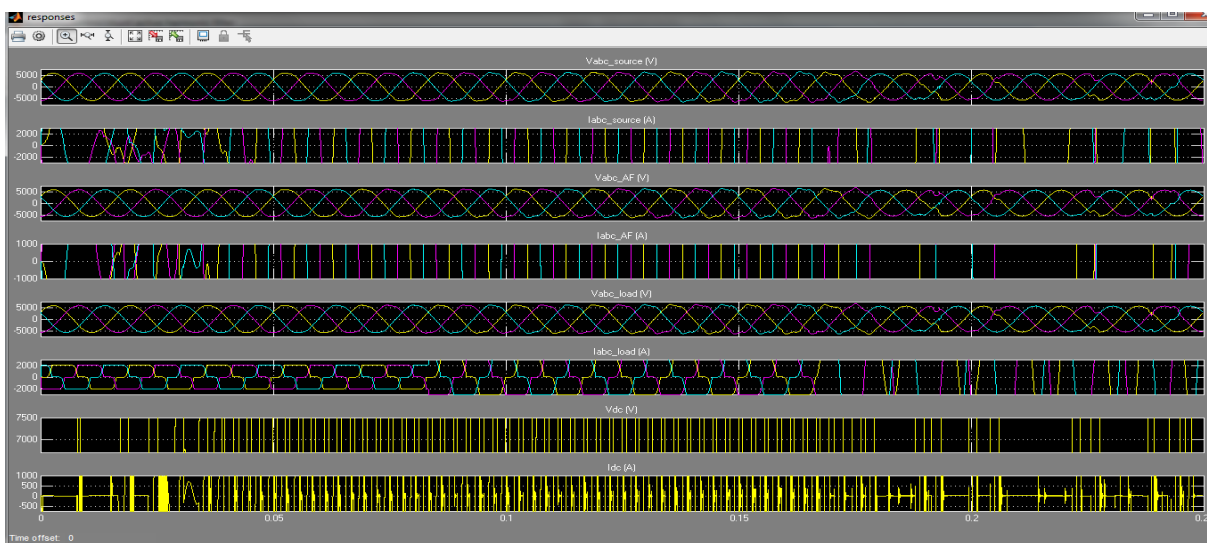 responses
Vabc_source (V)
5000
0
-5000
Iabc_source (A)
2000
0
-2000
Vabc_AF (V)
5000
0
-5000
Iabc_AF (A)
1000
0
-1000
Vabc_load (V)
5000
0
-5000
Iabc_load (A)
2000
0
-2000
Vdc (V)
7500
7000
Idc (A)
1000
500
0
-500
0 0.05 0.1 0.15 0.2
Time offset: 0